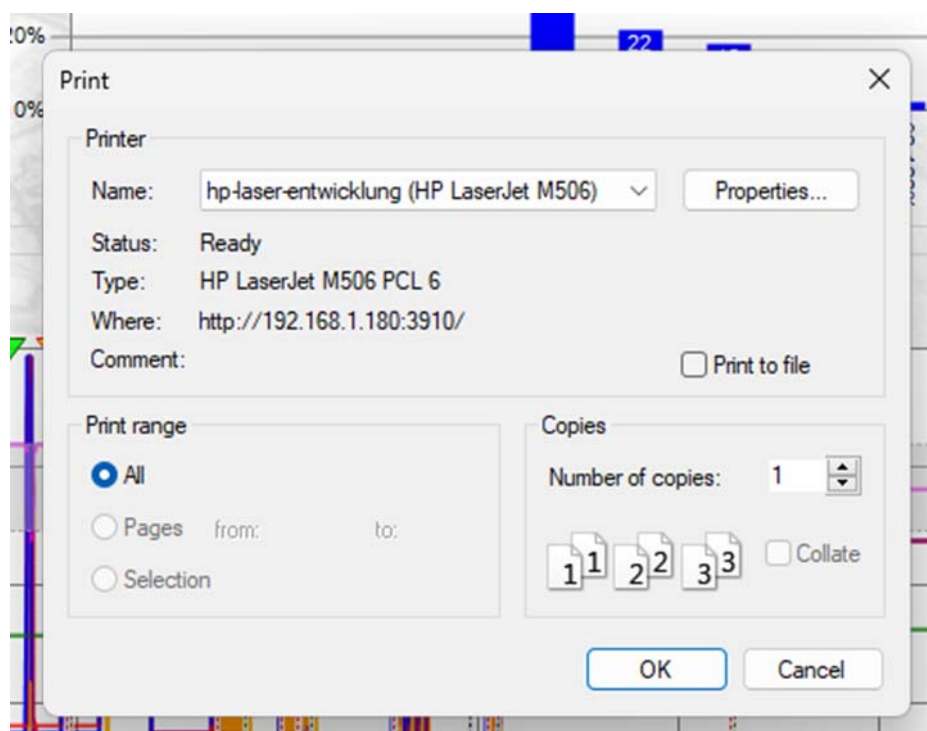 20%
22
Print
0%
Printer
Name: hp-laser-entwicklung (HP LaserJet M506) Properties...
Status: Ready
Type: HP LaserJet M506 PCL 6
Where: http://192.168.1.180:3910/
Comment: Print to file
Print range Copies
All Number of copies: 1
Pages from: to:
1 1 2 2 3 3 Collate
Selection
OK Cancel